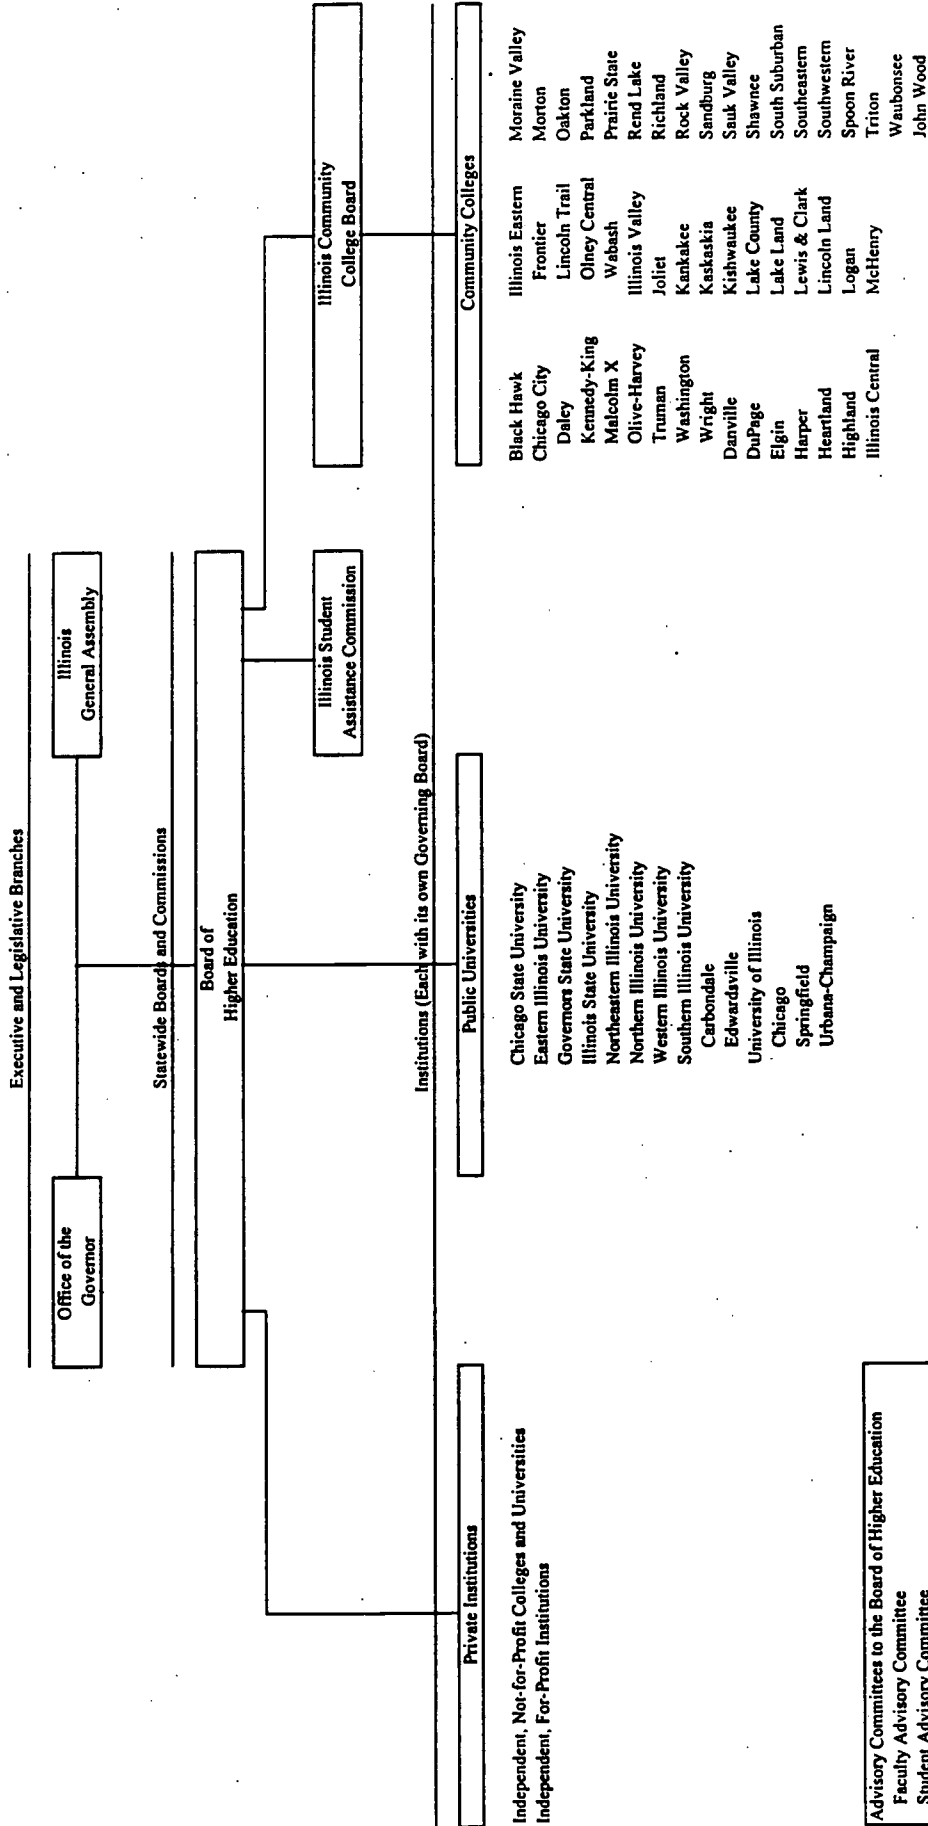 Executive and Legislative Branches
Office of the
Governor
Illinois
General Assembly
Statewide Boards and Commissions
Board of
Higher Education
Illinois Student
Assistance Commission
Illinois Community
College Board
Institutions (Each with its own Governing Board)
Private Institutions
Independent, Not-for-Profit Colleges and Universities
Independent, For-Profit Institutions
Public Universities
Chicago State University
Eastern Illinois University
Governors State University
Illinois State University
Northeastern Illinois University
Northern Illinois University
Western Illinois University
Southern Illinois University
Carbondale
Edwardsville
University of Illinois
Chicago
Springfield
Urbana-Champaign
Community Colleges
Black Hawk
Chicago City
Daley
Kennedy-King
Malcolm X
Olive-Harvey
Truman
Washington
Wright
Danville
DuPage
Elgin
Harper
Heartland
Highland
Illinois Central
Illinois Eastern
Frontier
Lincoln Trail
Olney Central
Wabash
Illinois Valley
Joliet
Kankakee
Kaskaskia
Kishwaukee
Lake County
Lake Land
Lewis & Clark
Lincoln Land
Logan
McHenry
Moraine Valley
Morton
Oakton
Parkland
Prairie State
Rend Lake
Richland
Rock Valley
Sandburg
Sauk Valley
Shawnee
South Suburban
Southeastern
Southwestern
Spoon River
Triton
Waubonsee
John Wood
Advisory Committees to the Board of Higher Education
Faculty Advisory Committee
Student Advisory Committee